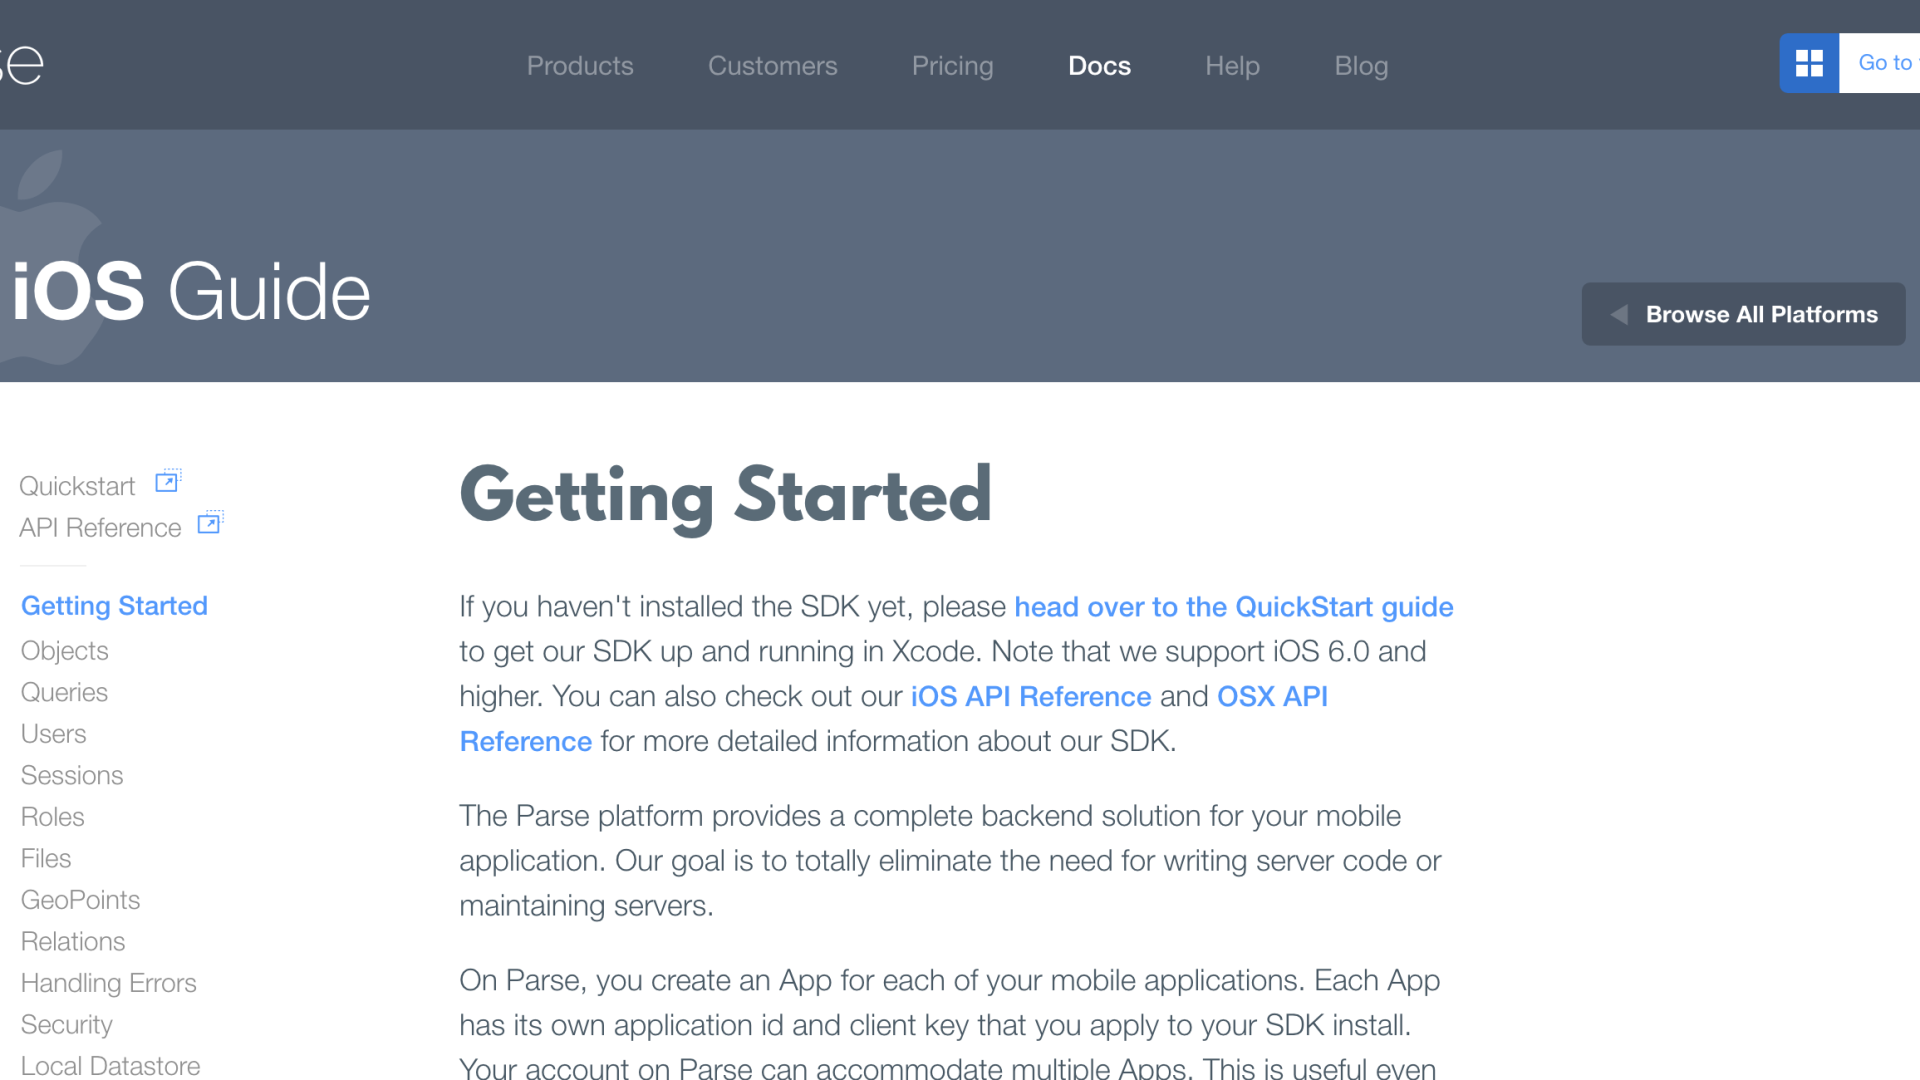 Products Customers Pricing Docs Help Blog
Go to
iOS Guide
Browse All Platforms
Quickstart
API Reference
Getting Started
Objects
Queries
Users
Sessions
Roles
Files
GeoPoints
Relations
Handling Errors
Security
Local Datastore
Getting Started
If you haven't installed the SDK yet, please head over to the QuickStart guide
to get our SDK up and running in Xcode. Note that we support iOS 6.0 and
higher. You can also check out our iOS API Reference and OSX API
Reference for more detailed information about our SDK.
The Parse platform provides a complete backend solution for your mobile
application. Our goal is to totally eliminate the need for writing server code or
maintaining servers.
On Parse, you create an App for each of your mobile applications. Each App
has its own application id and client key that you apply to your SDK install.
Your account on Parse can accommodate multiple Apps. This is useful even